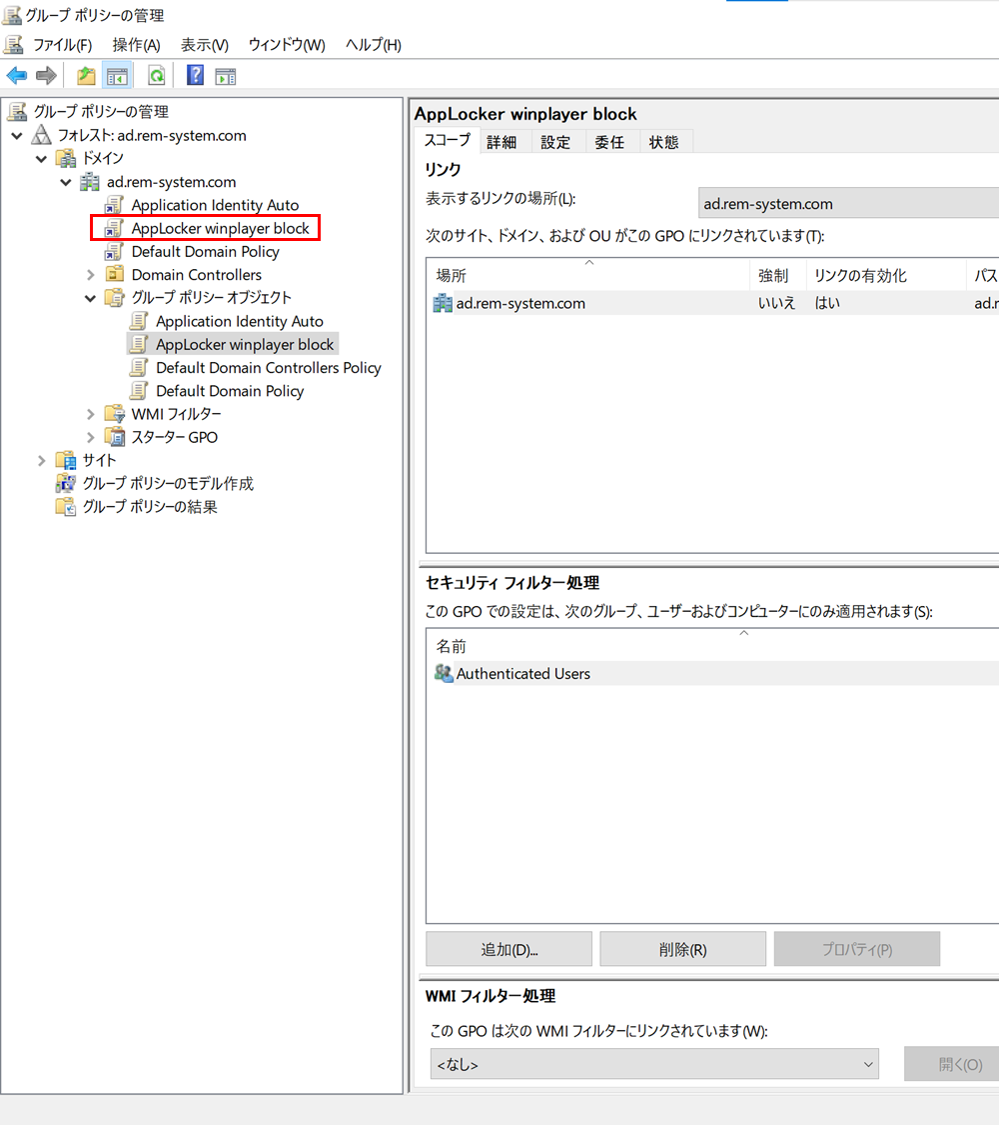 グループ ポリシーの管理
ファイル(F) 操作(A) 表示(V) ウィンドウ(W) ヘルプ(H)
グループ ポリシーの管理
フォレスト: ad.rem-system.com
ドメイン
ad.rem-system.com
Application Identity Auto
AppLocker winplayer block
Default Domain Policy
Domain Controllers
グループ ポリシー オブジェクト
Application Identity Auto
AppLocker winplayer block
Default Domain Controllers Policy
Default Domain Policy
WMI フィルター
スターター GPO
サイト
グループ ポリシーのモデル作成
グループ ポリシーの結果
AppLocker winplayer block
スコープ 詳細 設定 委任 状態
リンク
表示するリンクの場所(L): ad.rem-system.com
次のサイト、ドメイン、および OU がこの GPO にリンクされています(T):
場所 強制 リンクの有効化 パス
ad.rem-system.com いいえ はい ad.r
セキュリティ フィルター処理
この GPO での設定は、次のグループ、ユーザーおよびコンピューターにのみ適用されます(S):
名前
Authenticated Users
追加(D)... 削除(R) プロパティ(P)
WMI フィルター処理
この GPO は次の WMI フィルターにリンクされています(W):
<なし> 開く(O)